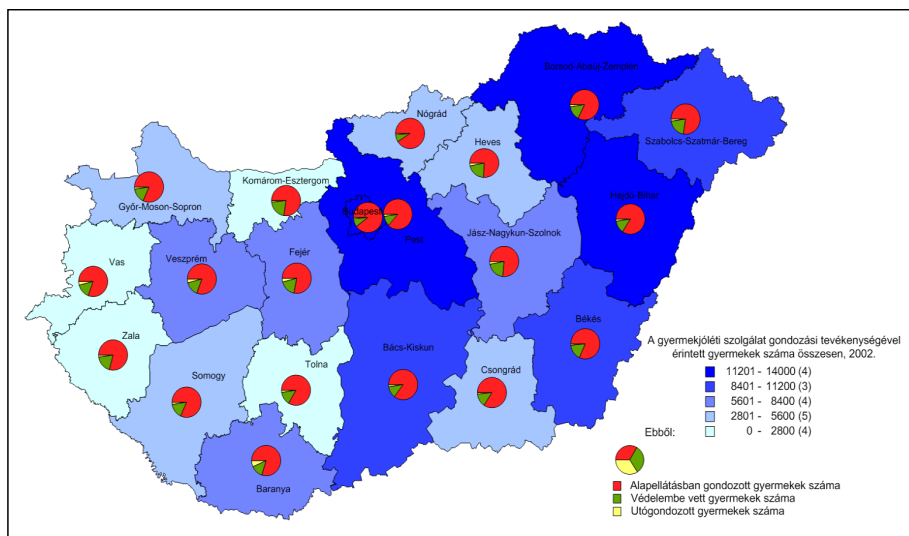 Borsod-Abaúj-Zemplén
Nógrád
Szabolcs-Szatmár-Bereg
Heves
Komárom-Esztergom
Hajdú-Bihar
Győr-Moson-Sopron
Budapest
Pest
Jász-Nagykun-Szolnok
Vas
Veszprém
Fejér
Békés
Zala
Bács-Kiskun
Tolna
Csongrád
Somogy
Baranya
A gyermekjóléti szolgálat gondozási tevékenységével
érintett gyermekek száma összesen, 2002.
11201 - 14000 (4)
8401 - 11200 (3)
5601 - 8400 (4)
2801 - 5600 (5)
0 - 2800 (4)
Ebből:
Alapellátásban gondozott gyermekek száma
Védelembe vett gyermekek száma
Utógondozott gyermekek száma